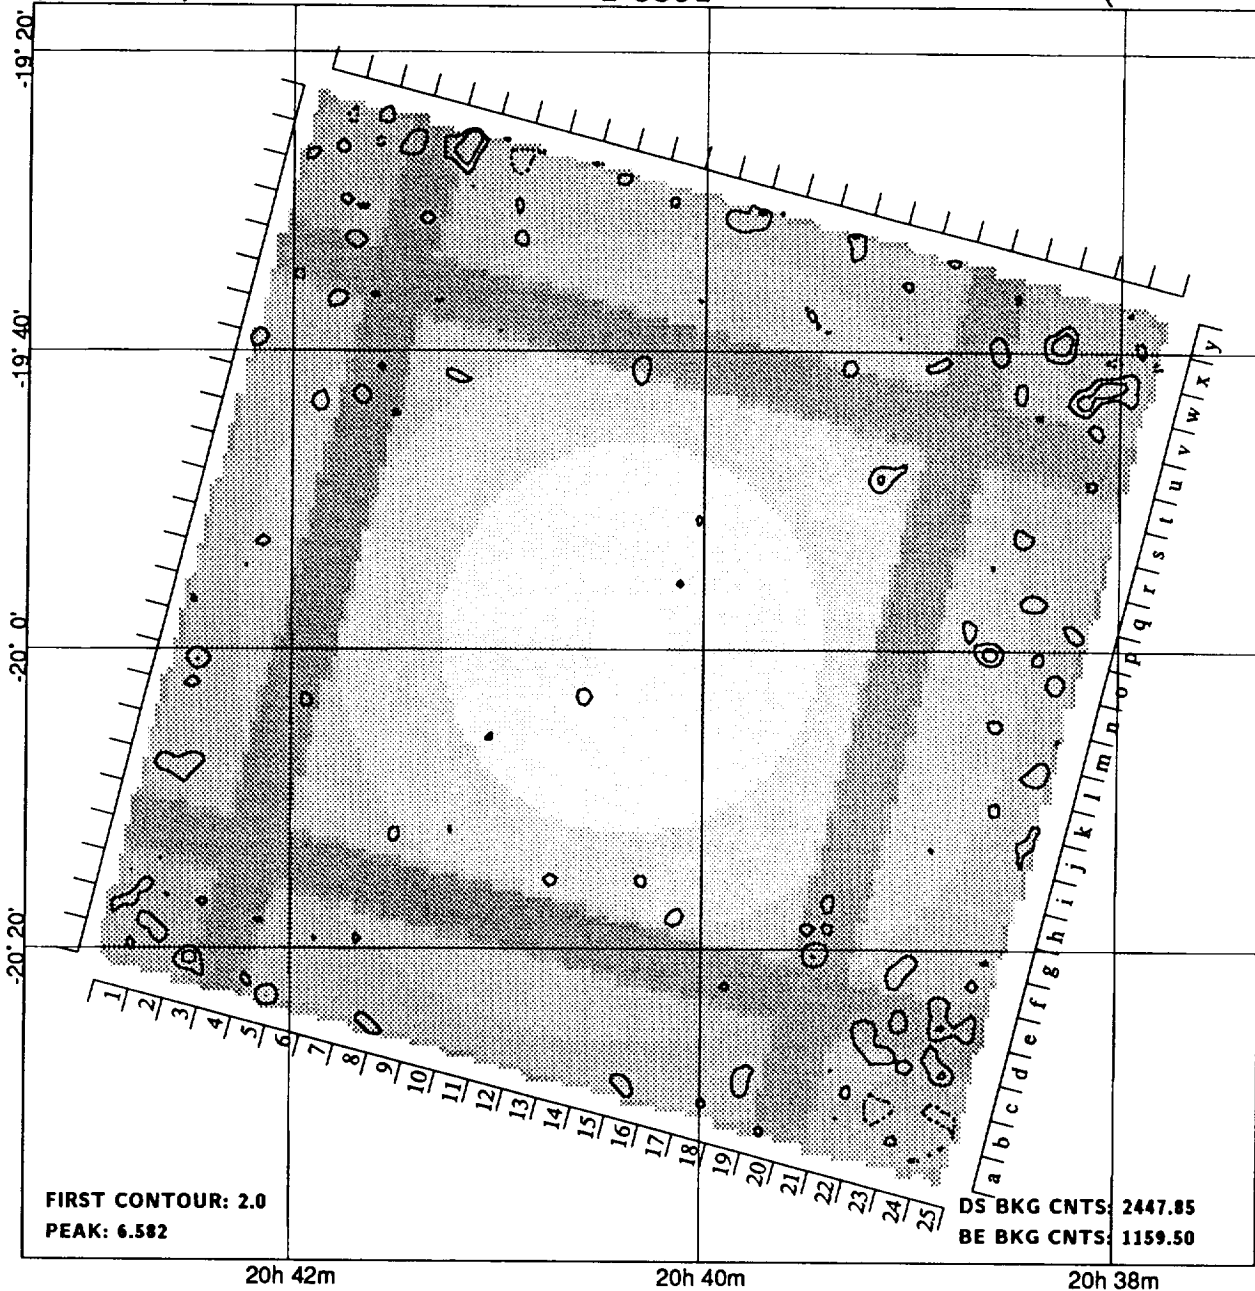 -19° 20'
-19° 40'
-20° 0'
-20° 20'
a b c d e f g h i j k l m n o p q r s t u v w x y
1 2 3 4 5 6 7 8 9 10 11 12 13 14 15 16 17 18 19 20 21 22 23 24 25
FIRST CONTOUR: 2.0
PEAK: 6.582
DS BKG CNTS: 2447.85
BE BKG CNTS: 1159.50
20h 42m
20h 40m
20h 38m